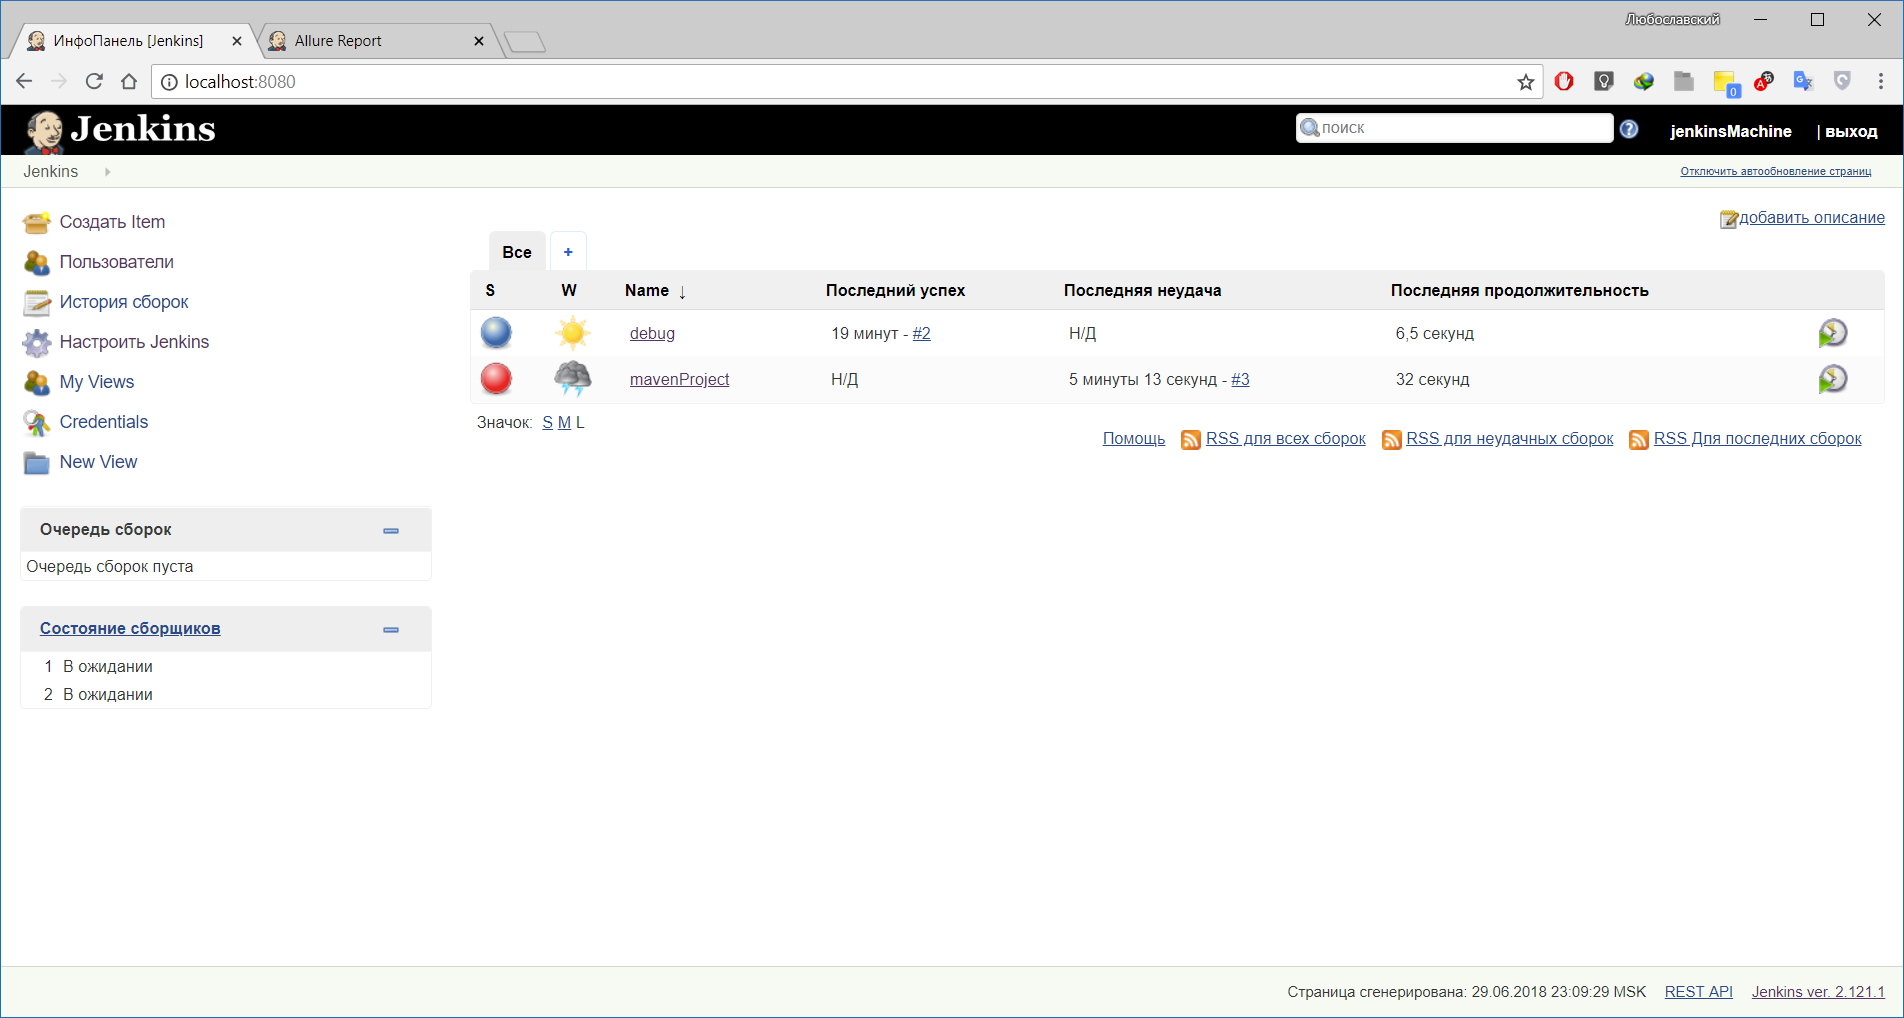 Любославский
ИнфоПанель [Jenkins]
Allure Report
localhost:8080
0
Jenkins
поиск
jenkinsMachine
| выход
Jenkins
Отключить автообновление страниц
Создать Item
Пользователи
История сборок
Настроить Jenkins
My Views
Credentials
New View
Очередь сборок
Очередь сборок пуста
Состояние сборщиков
1 В ожидании
2 В ожидании
добавить описание
Все +
S W Name ↓ Последний успех Последняя неудача Последняя продолжительность
debug 19 минут - #2 Н/Д 6,5 секунд
mavenProject Н/Д 5 минуты 13 секунд - #3 32 секунд
Значок: S M L
Помощь RSS для всех сборок RSS для неудачных сборок RSS Для последних сборок
Страница сгенерирована: 29.06.2018 23:09:29 MSK REST API Jenkins ver. 2.121.1